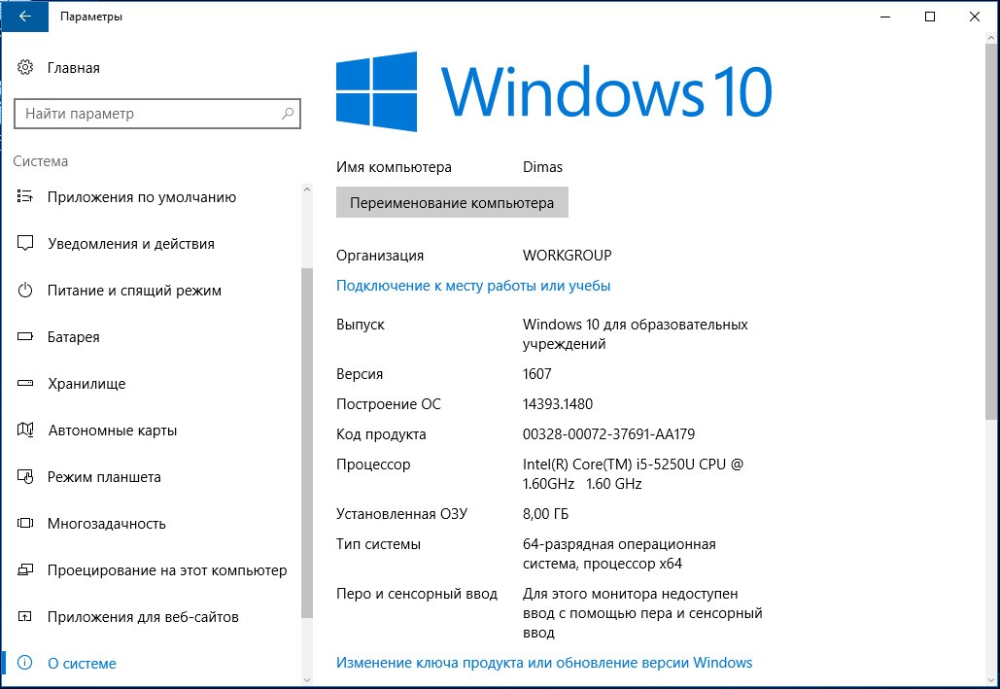 Параметры
Главная
Найти параметр
Система
Приложения по умолчанию
Уведомления и действия
Питание и спящий режим
Батарея
Хранилище
Автономные карты
Режим планшета
Многозадачность
Проецирование на этот компьютер
Приложения для веб-сайтов
О системе
Windows 10
Имя компьютера Dimas
Переименование компьютера
Организация WORKGROUP
Подключение к месту работы или учебы
Выпуск Windows 10 для образовательных
учреждений
Версия 1607
Построение ОС 14393.1480
Код продукта 00328-00072-37691-AA179
Процессор Intel(R) Core(TM) i5-5250U CPU @
1.60GHz 1.60 GHz
Установленная ОЗУ 8,00 ГБ
Тип системы 64-разрядная операционная
система, процессор x64
Перо и сенсорный ввод Для этого монитора недоступен
ввод с помощью пера и сенсорный
ввод
Изменение ключа продукта или обновление версии Windows